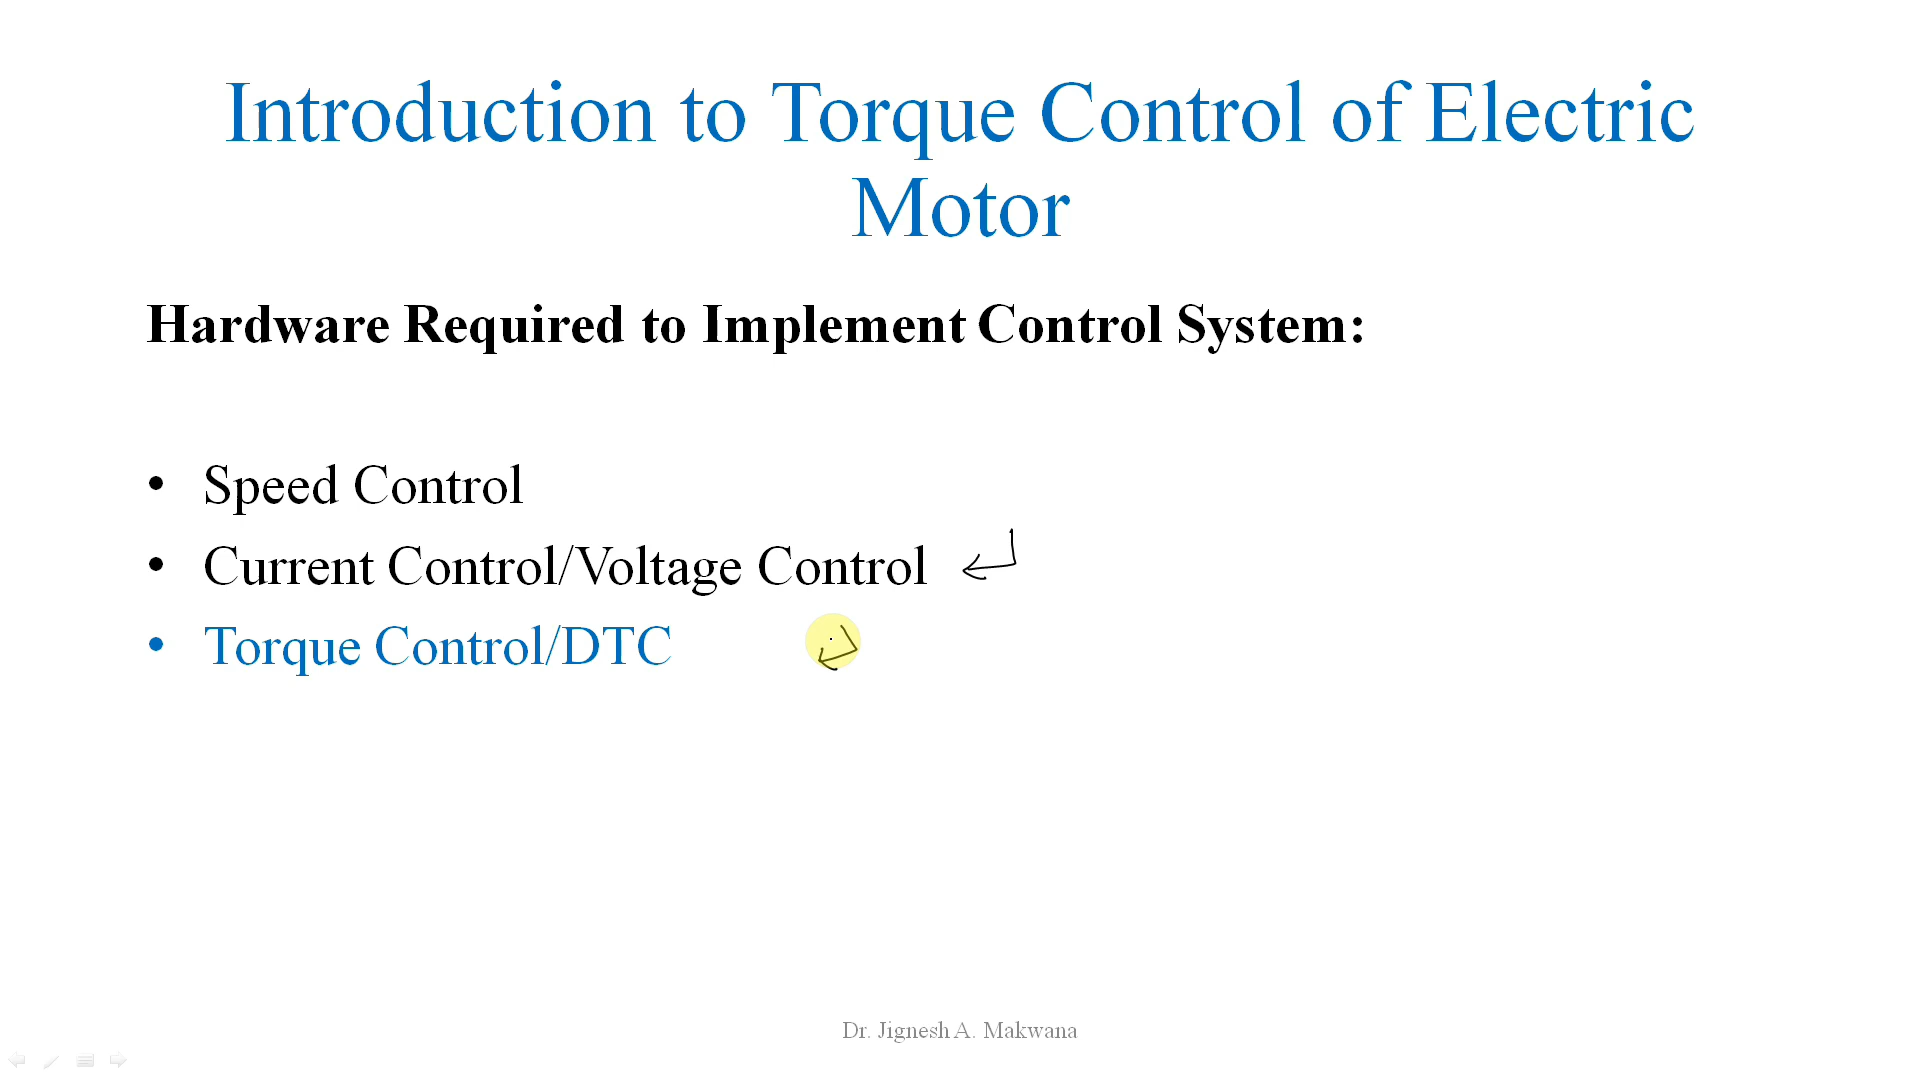 Introduction to Torque Control of Electric
Motor
Hardware Required to Implement Control System:
• Speed Control
• Current Control/Voltage Control
• Torque Control/DTC
Dr. Jignesh A. Makwana